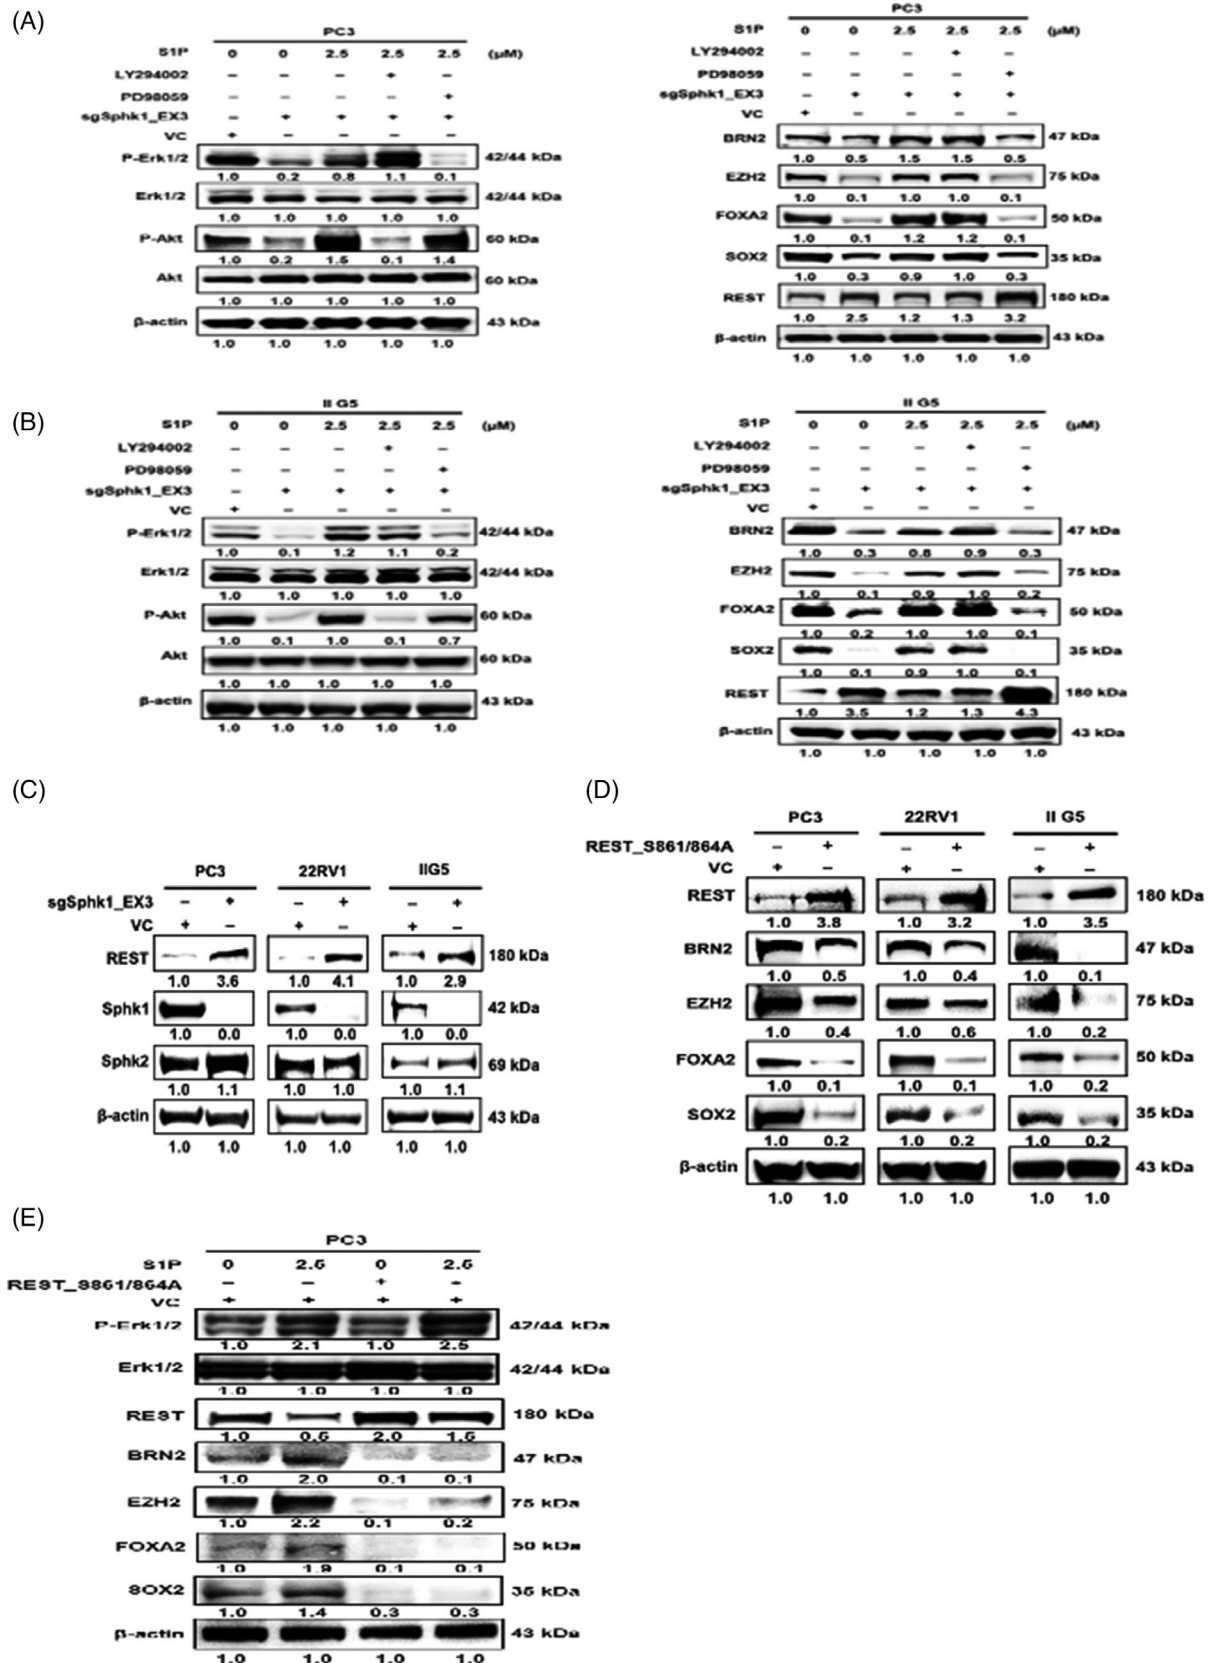 (A)
PC3
S1P 0 0 2.5 2.5 2.5 (μM)
LY294002 – – – + –
PD98059 – – – – +
sgSphk1_EX3 – + + + +
VC + – – – –
P-Erk1/2 42/44 kDa
1.0 0.2 0.8 1.1 0.1
Erk1/2 42/44 kDa
1.0 1.0 1.0 1.0 1.0
P-Akt 60 kDa
1.0 0.2 1.5 0.1 1.4
Akt 60 kDa
1.0 1.0 1.0 1.0 1.0
β-actin 43 kDa
1.0 1.0 1.0 1.0 1.0
PC3
S1P 0 0 2.5 2.5 2.5 (μM)
LY294002 – – – + –
PD98059 – – – – +
sgSphk1_EX3 – + + + +
VC + – – – –
BRN2 47 kDa
1.0 0.5 1.5 1.5 0.5
EZH2 75 kDa
1.0 0.1 1.0 1.0 0.1
FOXA2 50 kDa
1.0 0.1 1.2 1.2 0.1
SOX2 35 kDa
1.0 0.3 0.9 1.0 0.3
REST 180 kDa
1.0 2.5 1.2 1.3 3.2
β-actin 43 kDa
1.0 1.0 1.0 1.0 1.0
(B)
II G5
S1P 0 0 2.5 2.5 2.5 (μM)
LY294002 – – – + –
PD98059 – – – – +
sgSphk1_EX3 – + + + +
VC + – – – –
P-Erk1/2 42/44 kDa
1.0 0.1 1.2 1.1 0.2
Erk1/2 42/44 kDa
1.0 1.0 1.0 1.0 1.0
P-Akt 60 kDa
1.0 0.1 1.0 0.1 0.7
Akt 60 kDa
1.0 1.0 1.0 1.0 1.0
β-actin 43 kDa
1.0 1.0 1.0 1.0 1.0
II G5
S1P 0 0 2.5 2.5 2.5 (μM)
LY294002 – – – + –
PD98059 – – – – +
sgSphk1_EX3 – + + + +
VC + – – – –
BRN2 47 kDa
1.0 0.3 0.8 0.9 0.3
EZH2 75 kDa
1.0 0.1 0.9 1.0 0.2
FOXA2 50 kDa
1.0 0.2 1.0 1.0 0.1
SOX2 35 kDa
1.0 0.1 0.9 1.0 0.1
REST 180 kDa
1.0 3.5 1.2 1.3 4.3
β-actin 43 kDa
1.0 1.0 1.0 1.0 1.0
(C)
PC3 22RV1 IIG5
sgSphk1_EX3 – + – + – +
VC + – + – + –
REST 180 kDa
1.0 3.6 1.0 4.1 1.0 2.9
Sphk1 42 kDa
1.0 0.0 1.0 0.0 1.0 0.0
Sphk2 69 kDa
1.0 1.1 1.0 1.0 1.0 1.1
β-actin 43 kDa
1.0 1.0 1.0 1.0 1.0 1.0
(D)
PC3 22RV1 II G5
REST_S861/864A – + – + – +
VC + – + – + –
REST 180 kDa
1.0 3.8 1.0 3.2 1.0 3.5
BRN2 47 kDa
1.0 0.5 1.0 0.4 1.0 0.1
EZH2 75 kDa
1.0 0.4 1.0 0.6 1.0 0.2
FOXA2 50 kDa
1.0 0.1 1.0 0.1 1.0 0.2
SOX2 35 kDa
1.0 0.2 1.0 0.2 1.0 0.2
β-actin 43 kDa
1.0 1.0 1.0 1.0 1.0 1.0
(E)
PC3
S1P 0 2.5 0 2.5
REST_S861/864A – – + +
VC + + + +
P-Erk1/2 42/44 kDa
1.0 2.1 1.0 2.5
Erk1/2 42/44 kDa
1.0 1.0 1.0 1.0
REST 180 kDa
1.0 0.5 2.0 1.5
BRN2 47 kDa
1.0 2.0 0.1 0.1
EZH2 75 kDa
1.0 2.2 0.1 0.2
FOXA2 50 kDa
1.0 1.9 0.1 0.1
SOX2 35 kDa
1.0 1.4 0.3 0.3
β-actin 43 kDa
1.0 1.0 1.0 1.0